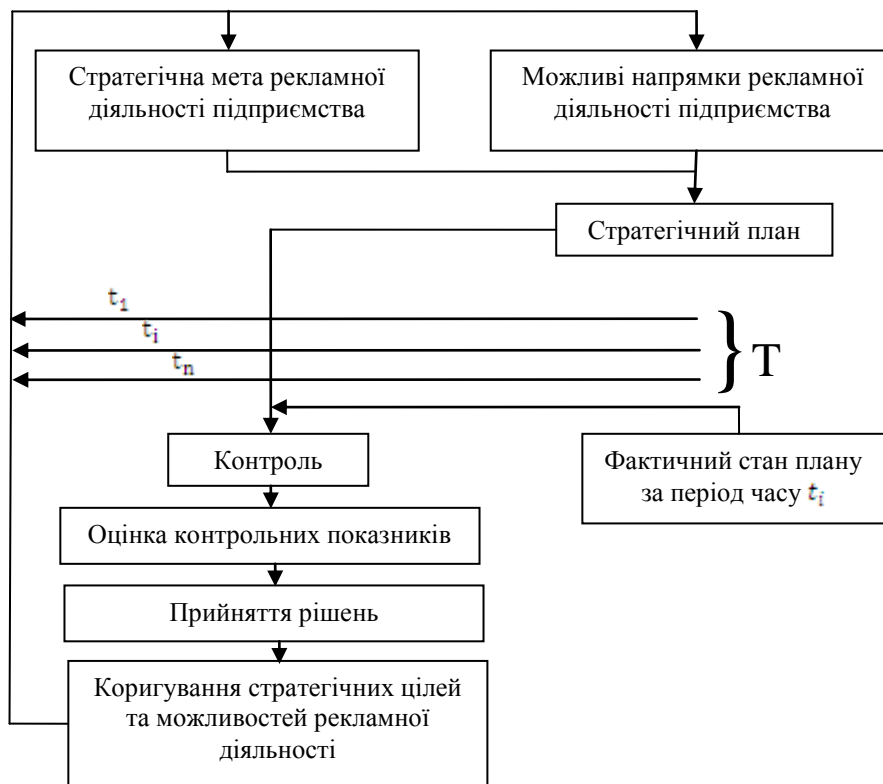 Стратегічна мета рекламної
діяльності підприємства
Можливі напрямки рекламної
діяльності підприємства
Стратегічний план
t₁
tᵢ
tₙ
} T
Контроль
Фактичний стан плану
за період часу tᵢ
Оцінка контрольних показників
Прийняття рішень
Коригування стратегічних цілей
та можливостей рекламної
діяльності